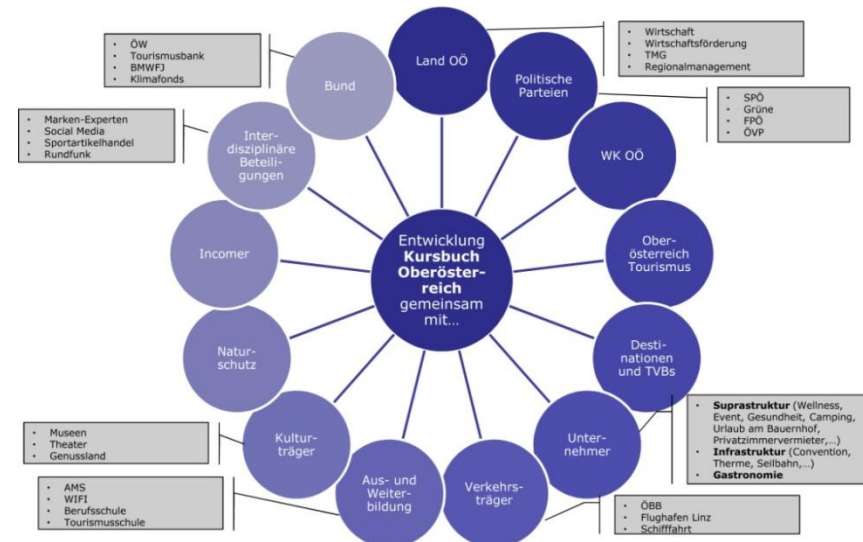 Entwicklung
Kursbuch
Oberöster-
reich
gemeinsam
mit...
Land OÖ
• Wirtschaft
• Wirtschaftsförderung
• TMG
• Regionalmanagement
Politische
Parteien
• SPÖ
• Grüne
• FPÖ
• ÖVP
WK OÖ
Ober-
österreich
Tourismus
Desti-
nationen
und TVBs
Unter-
nehmer
• Suprastruktur (Wellness,
Event, Gesundheit, Camping,
Urlaub am Bauernhof,
Privatzimmervermieter,...)
• Infrastruktur (Convention,
Therme, Seilbahn,...)
• Gastronomie
Verkehrs-
träger
• ÖBB
• Flughafen Linz
• Schifffahrt
Aus- und
Weiter-
bildung
• AMS
• WIFI
• Berufsschule
• Tourismusschule
Kultur-
träger
• Museen
• Theater
• Genussland
Natur-
schutz
Incomer
Inter-
disziplinäre
Beteili-
gungen
• Marken-Experten
• Social Media
• Sportartikelhandel
• Rundfunk
Bund
• ÖW
• Tourismusbank
• BMWFJ
• Klimafonds